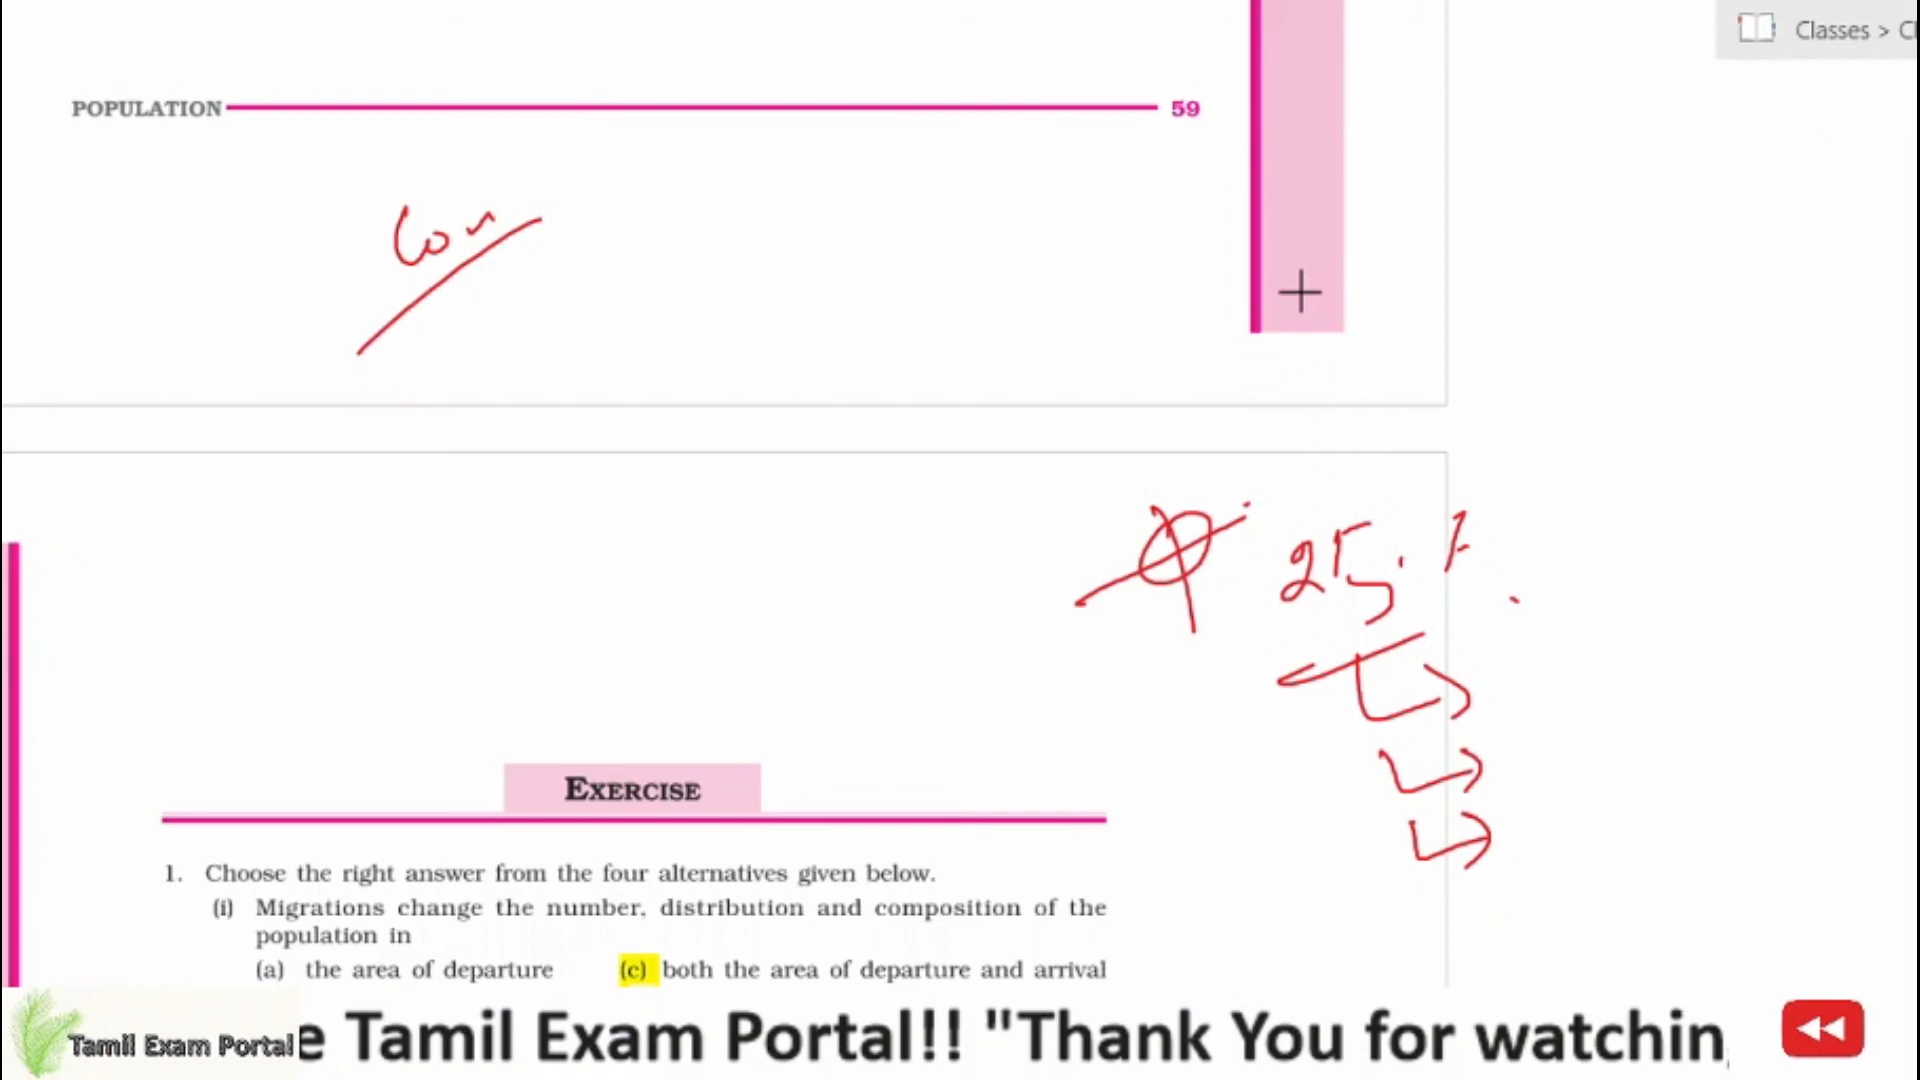 Classes >
POPULATION 59
Con
25.
EXERCISE
1. Choose the right answer from the four alternatives given below.
(i) Migrations change the number, distribution and composition of the
population in
(a) the area of departure (c) both the area of departure and arrival
Tamil Exam Portal
e Tamil Exam Portal!! "Thank You for watchin